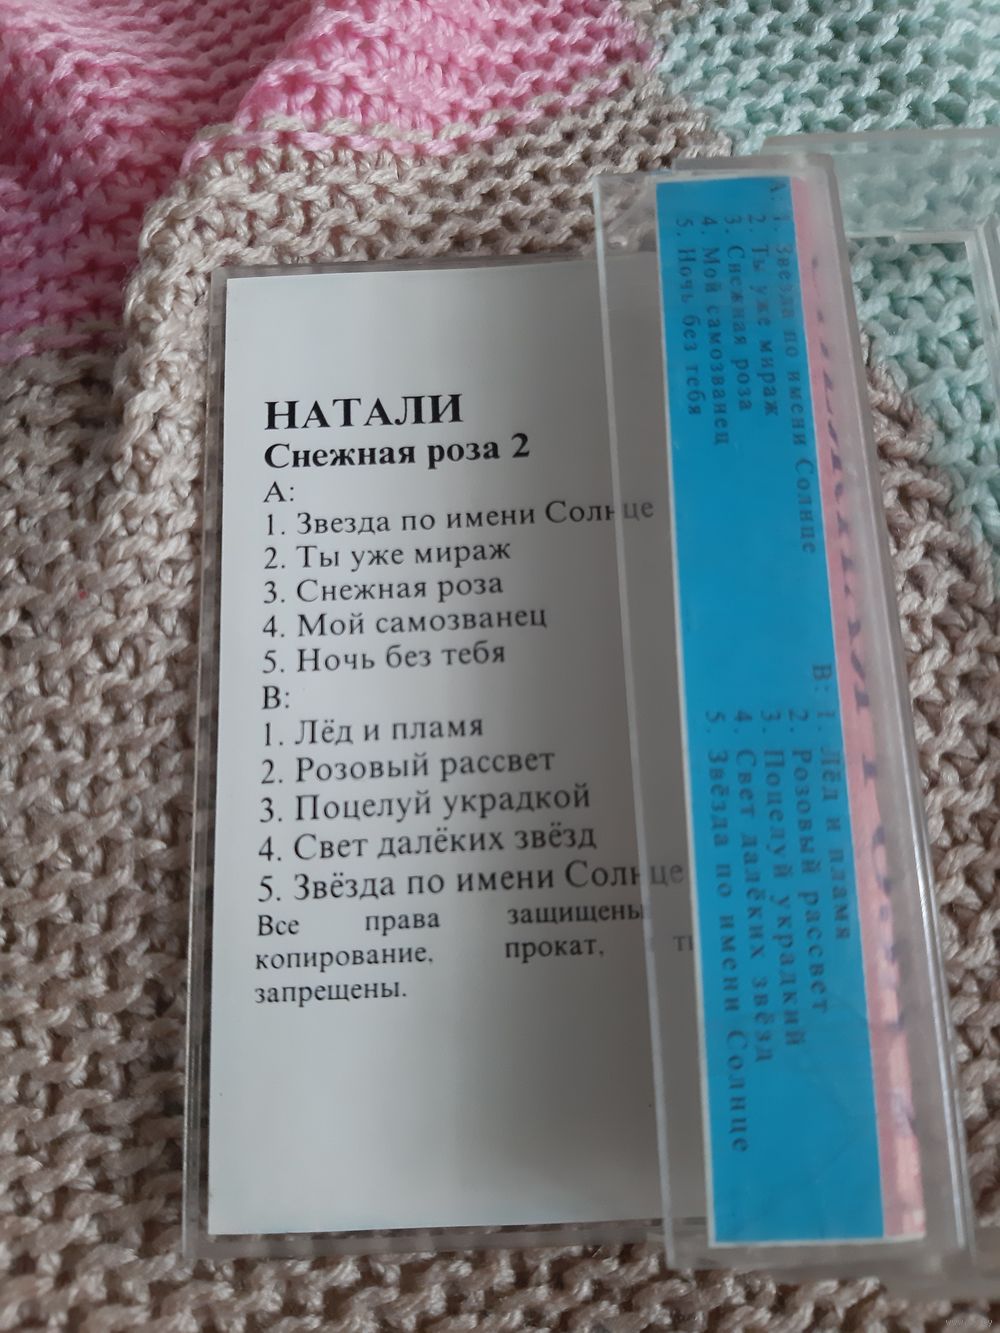 НАТАЛИ
Снежная роза 2
А:
1. Звезда по имени Солнце
2. Ты уже мираж
3. Снежная роза
4. Мой самозванец
5. Ночь без тебя
В:
1. Лёд и пламя
2. Розовый рассвет
3. Поцелуй украдкой
4. Свет далёких звёзд
5. Звёзда по имени Солнце
Все права защищены
копирование, прокат,
запрещены.
А: 1. Звезда по имени Солнце
2. Ты уже мираж
3. Снежная роза
4. Мой самозванец
5. Ночь без тебя
В: 1. Лёд и пламя
2. Розовый рассвет
3. Поцелуй украдкий
4. Свет далёких звёзд
5. Звёзда по имени Солнце